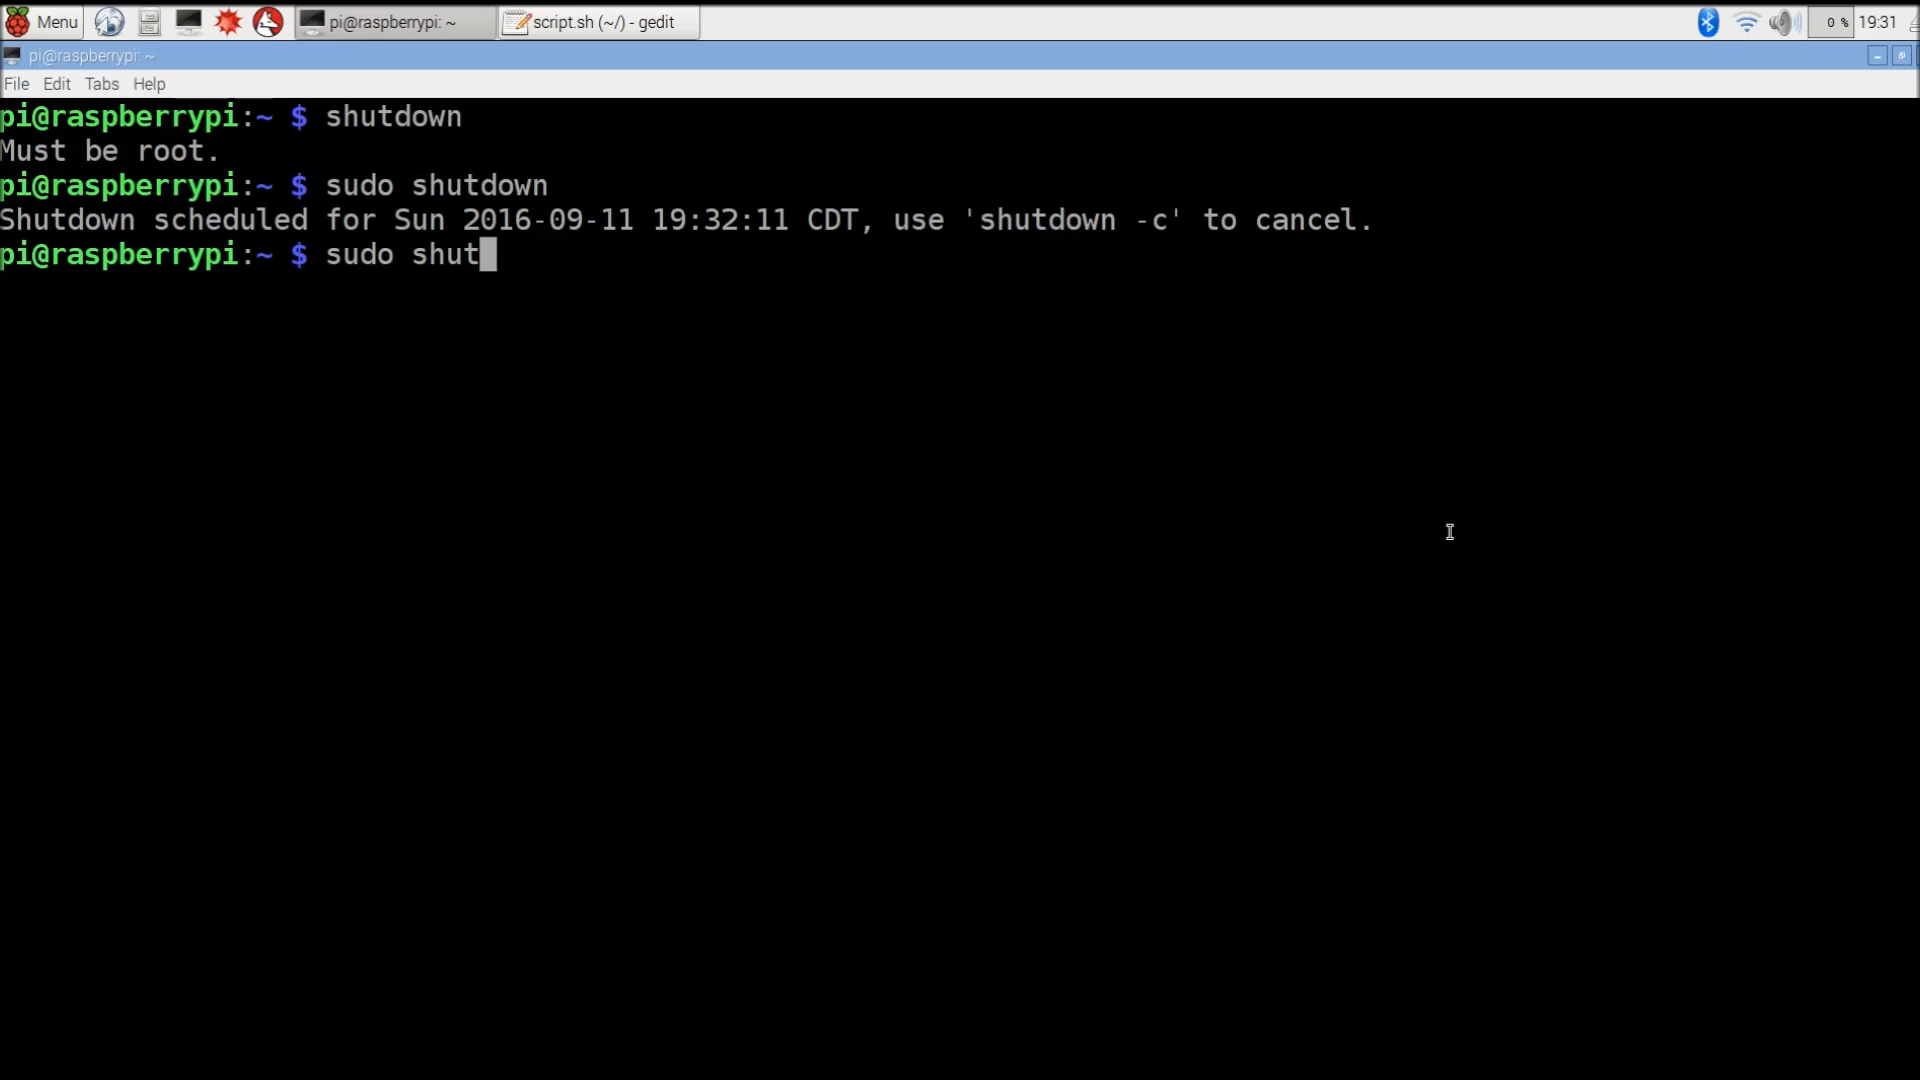 Menu pi@raspberrypi: ~ script.sh (~/) - gedit 0 % 19:31
pi@raspberrypi: ~
File Edit Tabs Help
pi@raspberrypi:~ $ shutdown
Must be root.
pi@raspberrypi:~ $ sudo shutdown
Shutdown scheduled for Sun 2016-09-11 19:32:11 CDT, use 'shutdown -c' to cancel.
pi@raspberrypi:~ $ sudo shut